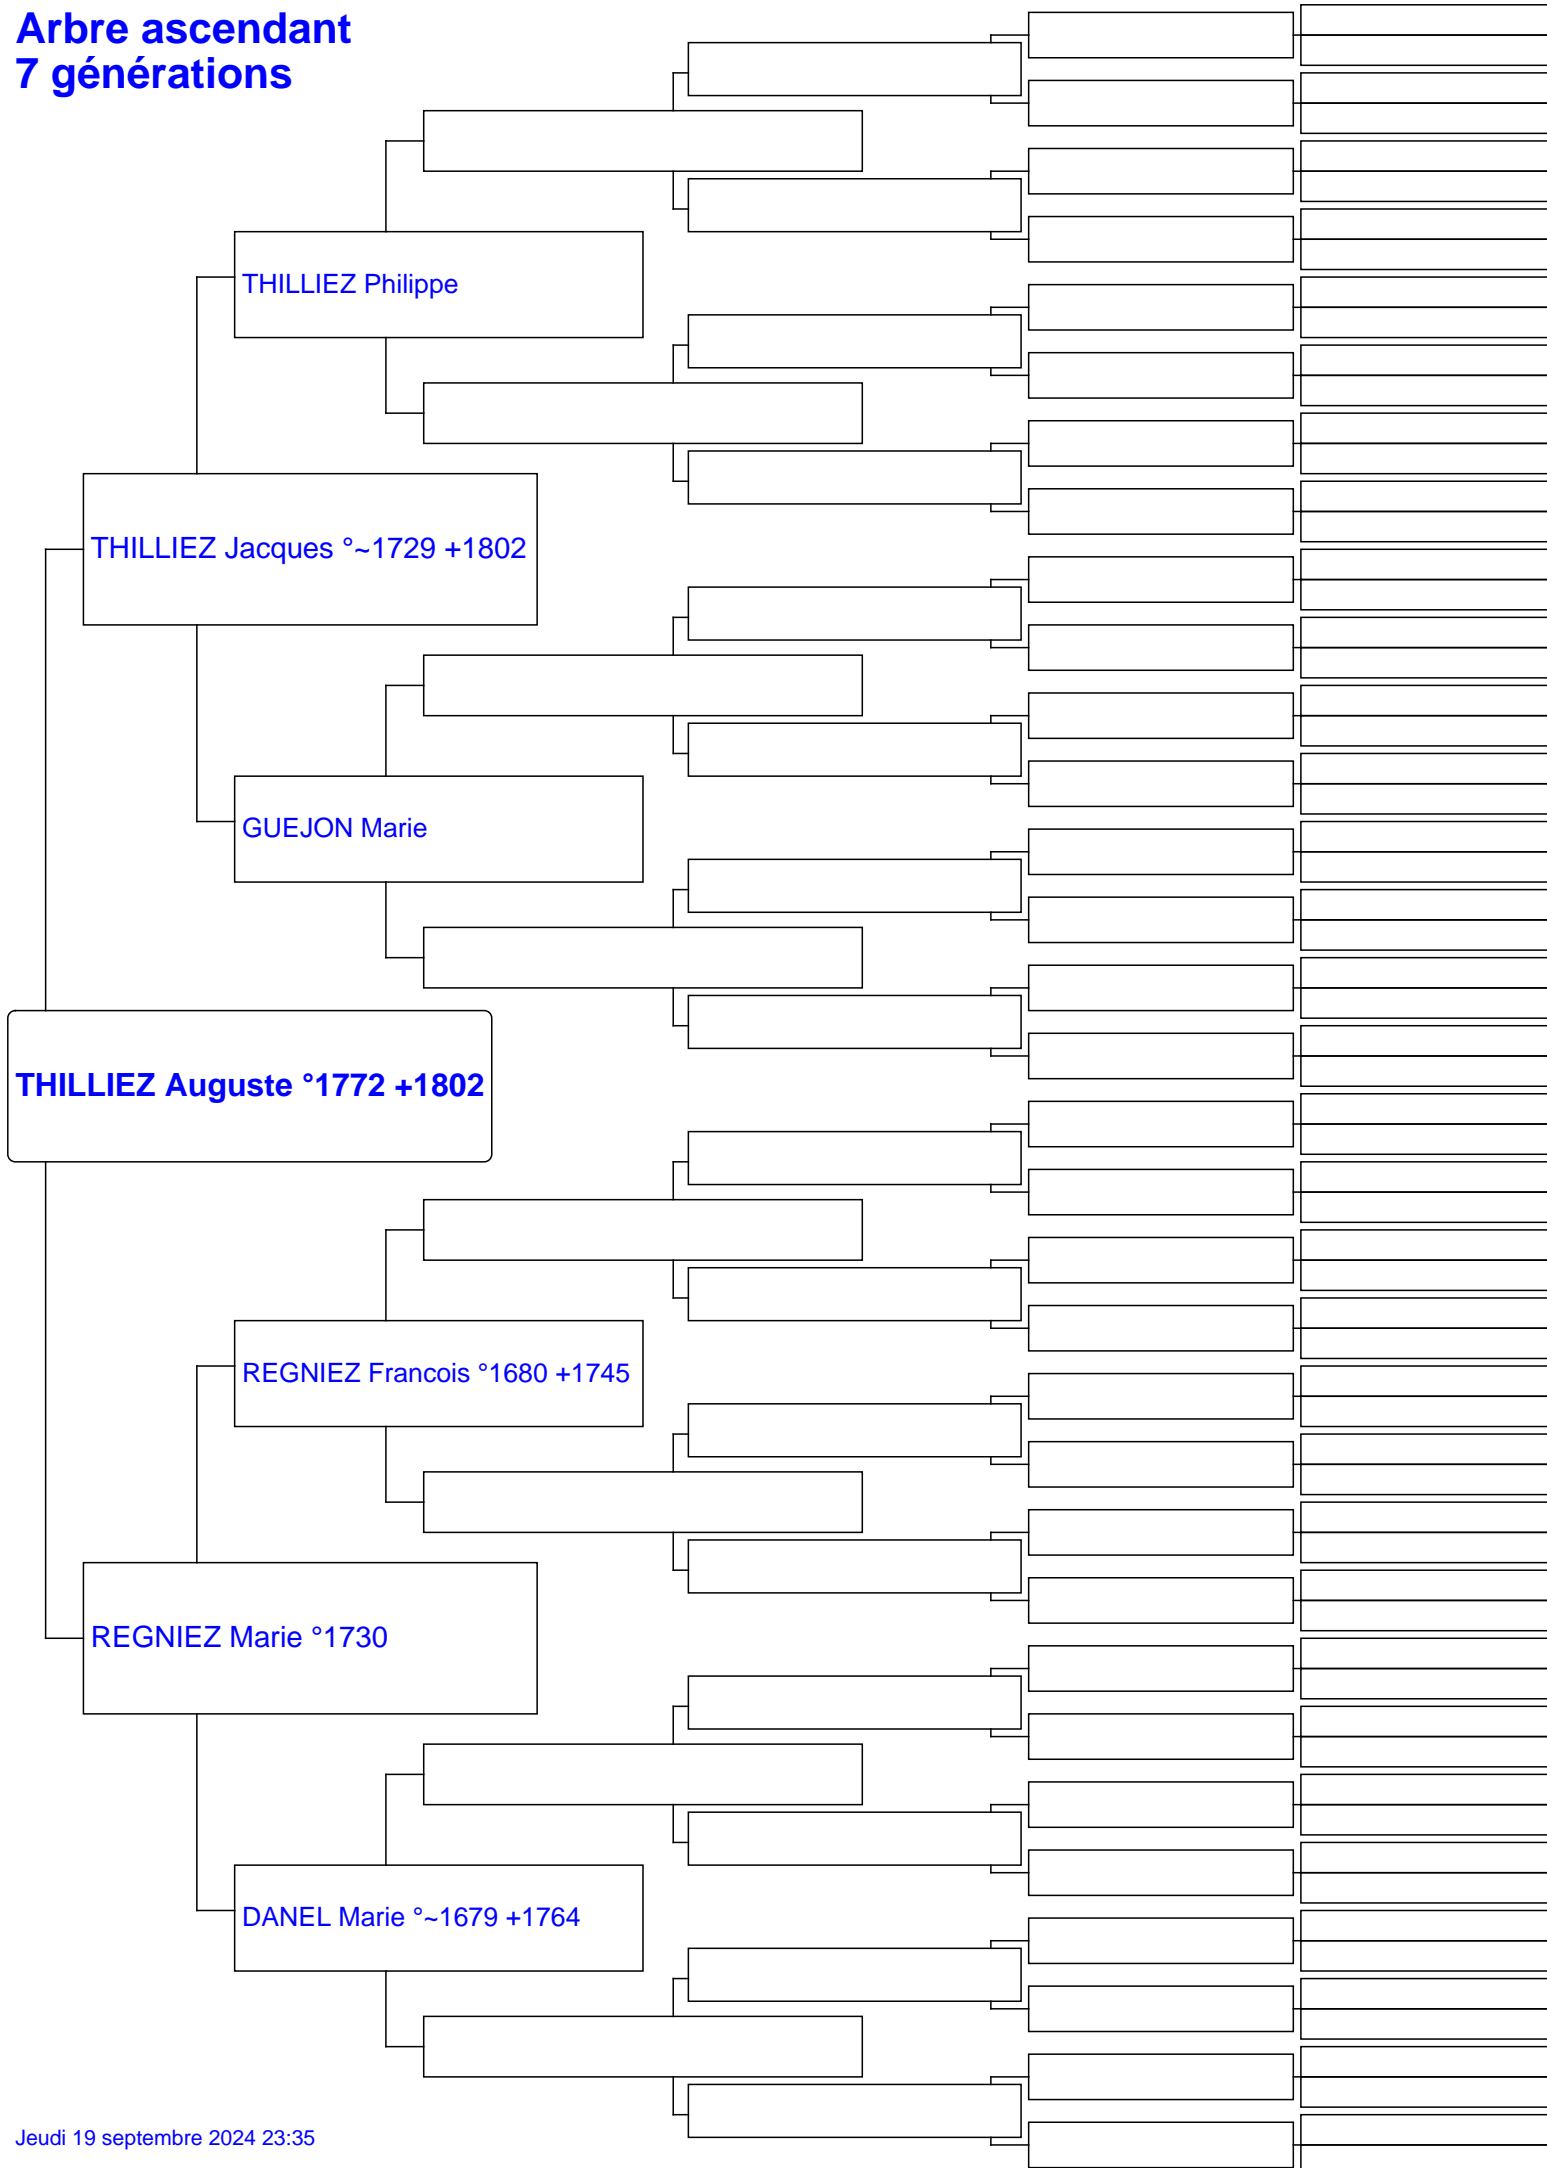 Arbre ascendant
7 générations
THILLIEZ Philippe
THILLIEZ Jacques °~1729 +1802
GUEJON Marie
THILLIEZ Auguste °1772 +1802
REGNIEZ Francois °1680 +1745
REGNIEZ Marie °1730
DANEL Marie °~1679 +1764
Jeudi 19 septembre 2024 23:35